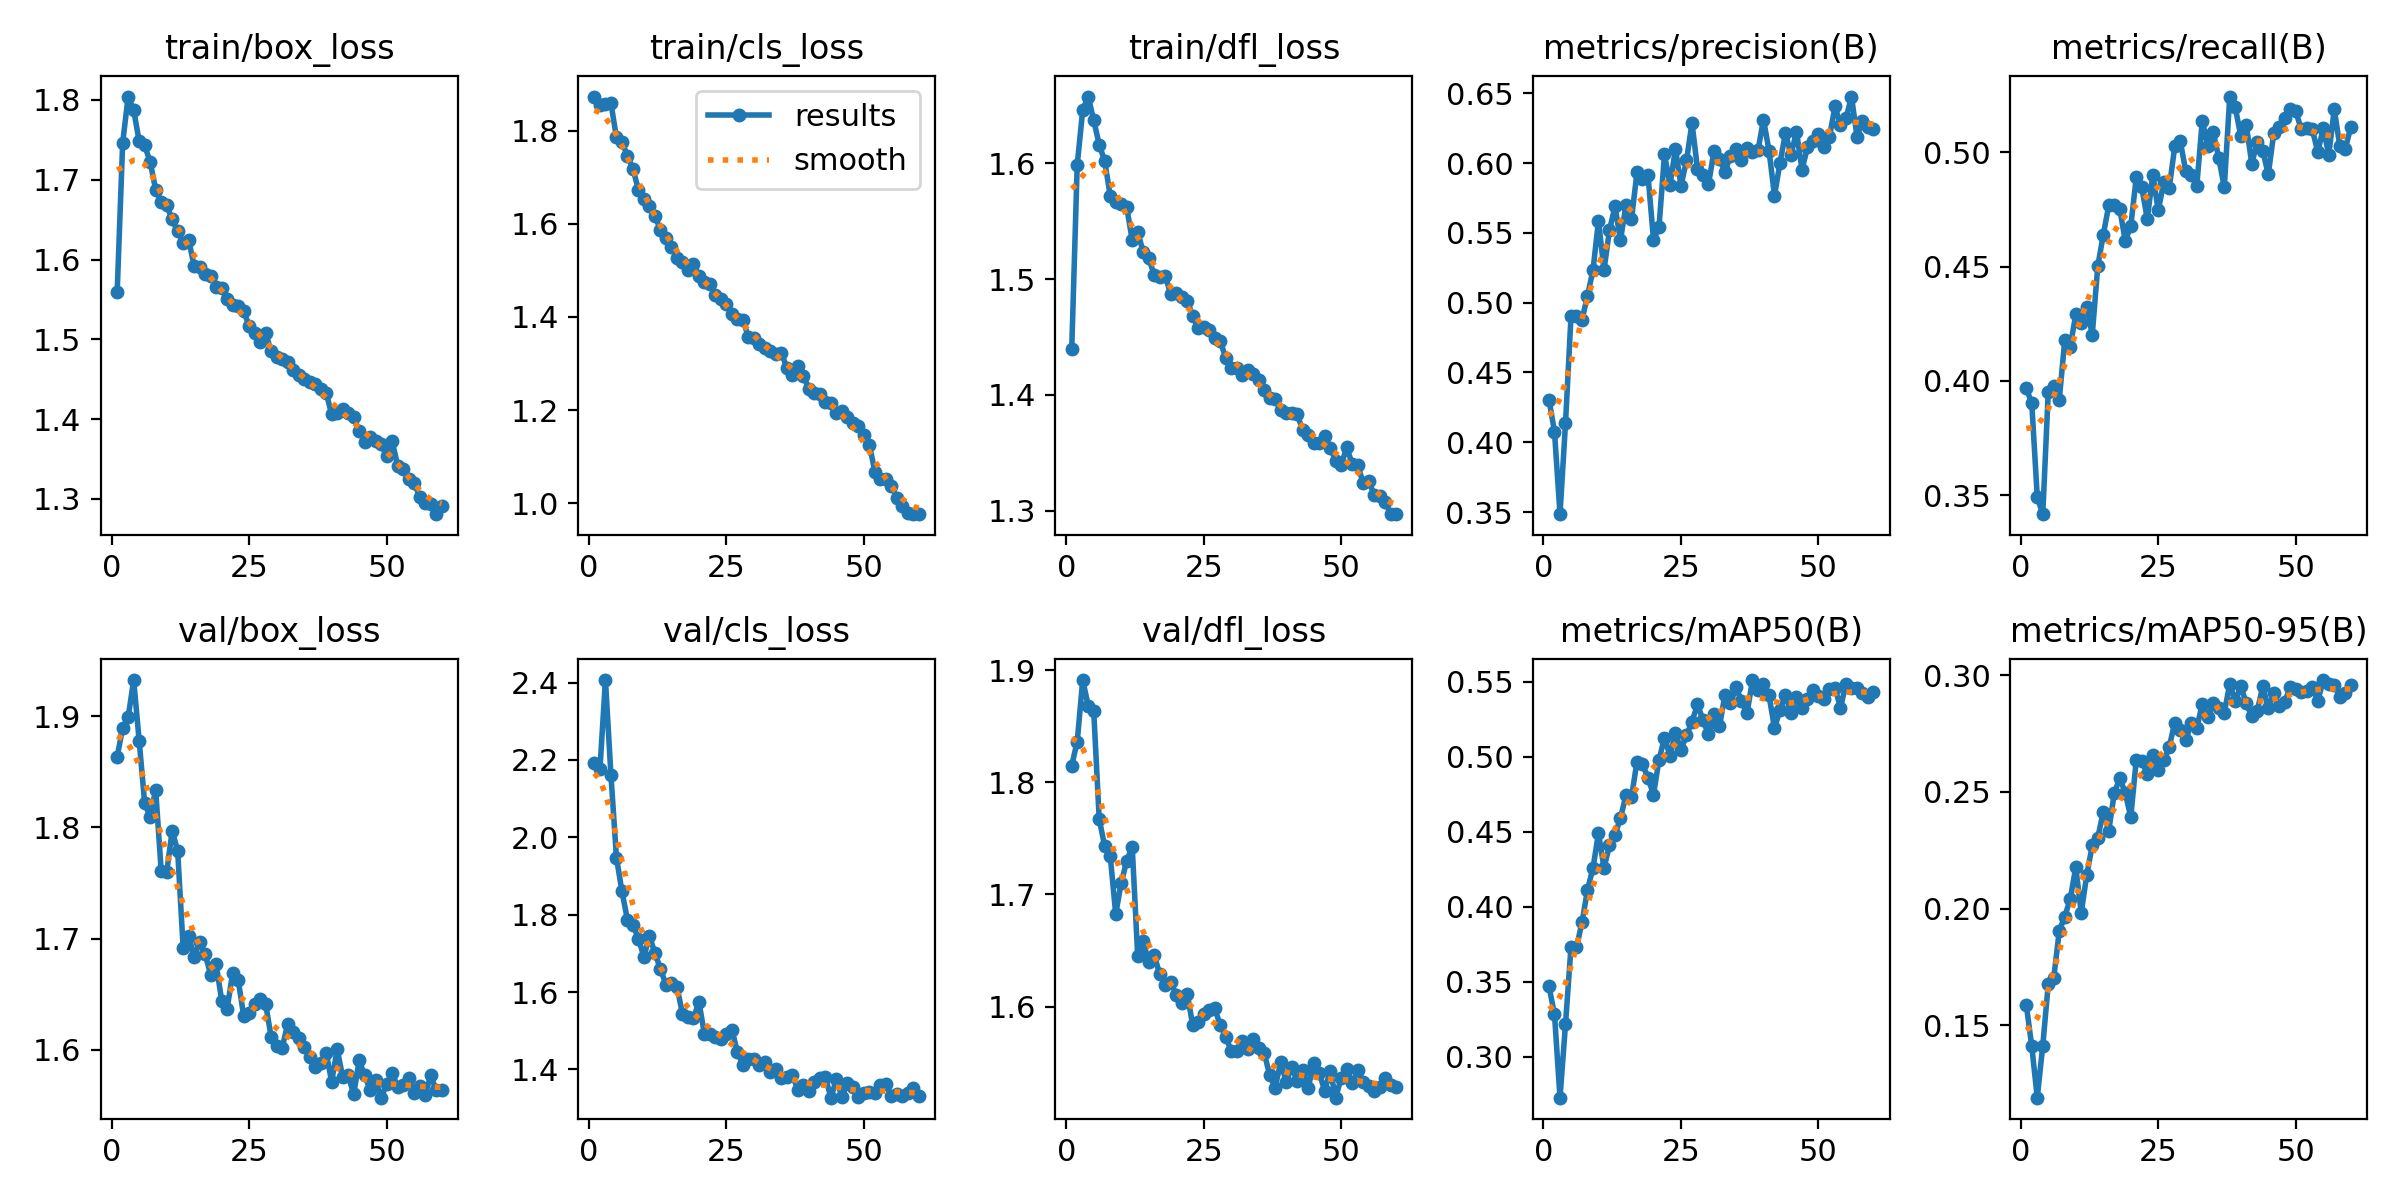 train/box_loss
1.8
1.7
1.6
1.5
1.4
1.3
0 25 50
train/cls_loss
results
smooth
1.8
1.6
1.4
1.2
1.0
0 25 50
train/dfl_loss
1.6
1.5
1.4
1.3
0 25 50
metrics/precision(B)
0.65
0.60
0.55
0.50
0.45
0.40
0.35
0 25 50
metrics/recall(B)
0.50
0.45
0.40
0.35
0 25 50
val/box_loss
1.9
1.8
1.7
1.6
0 25 50
val/cls_loss
2.4
2.2
2.0
1.8
1.6
1.4
0 25 50
val/dfl_loss
1.9
1.8
1.7
1.6
0 25 50
metrics/mAP50(B)
0.55
0.50
0.45
0.40
0.35
0.30
0 25 50
metrics/mAP50-95(B)
0.30
0.25
0.20
0.15
0 25 50